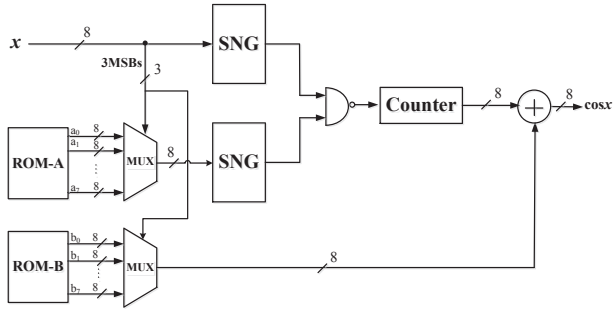 x
8
3MSBs
3
SNG
8
Counter
8
8
cosx
ROM-A
a0 8
a1 8
⋮
a7 8
MUX
8
SNG
ROM-B
b0 8
b1 8
⋮
b7 8
MUX
8